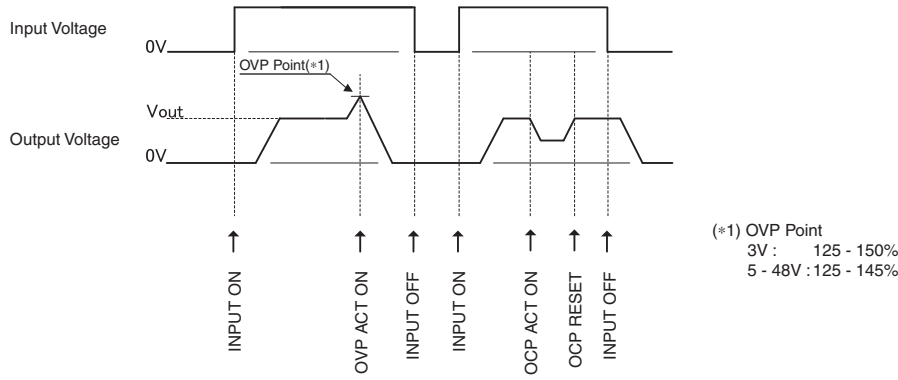 Input Voltage
0V
OVP Point(*1)
Vout
Output Voltage
0V
INPUT ON
OVP ACT ON
INPUT OFF
INPUT ON
OCP ACT ON
OCP RESET
INPUT OFF
(*1) OVP Point
3V : 125 - 150%
5 - 48V : 125 - 145%